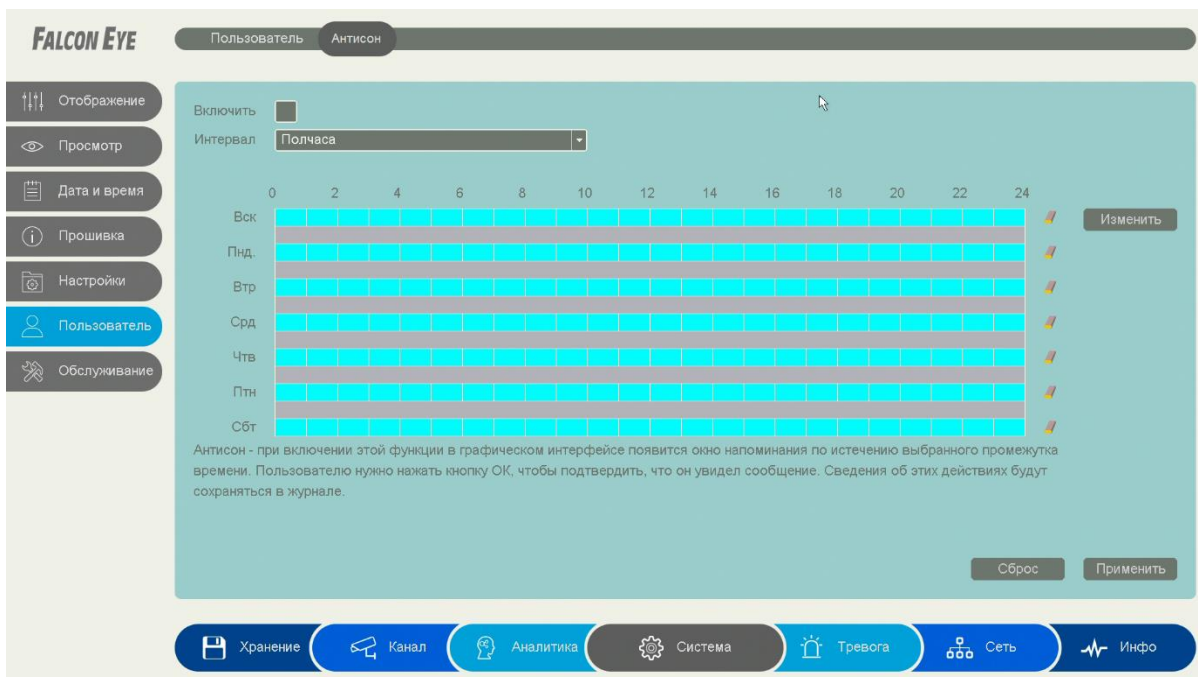 FALCON EYE
Пользователь Антисон
Отображение
Просмотр
Дата и время
Прошивка
Настройки
Пользователь
Обслуживание
Включить
Интервал Полчаса
0 2 4 6 8 10 12 14 16 18 20 22 24
Вск Изменить
Пнд.
Втр
Срд
Чтв
Птн
Сбт
Антисон - при включении этой функции в графическом интерфейсе появится окно напоминания по истечению выбранного промежутка
времени. Пользователю нужно нажать кнопку ОК, чтобы подтвердить, что он увидел сообщение. Сведения об этих действиях будут
сохраняться в журнале.
Сброс Применить
Хранение Канал Аналитика Система Тревога Сеть Инфо